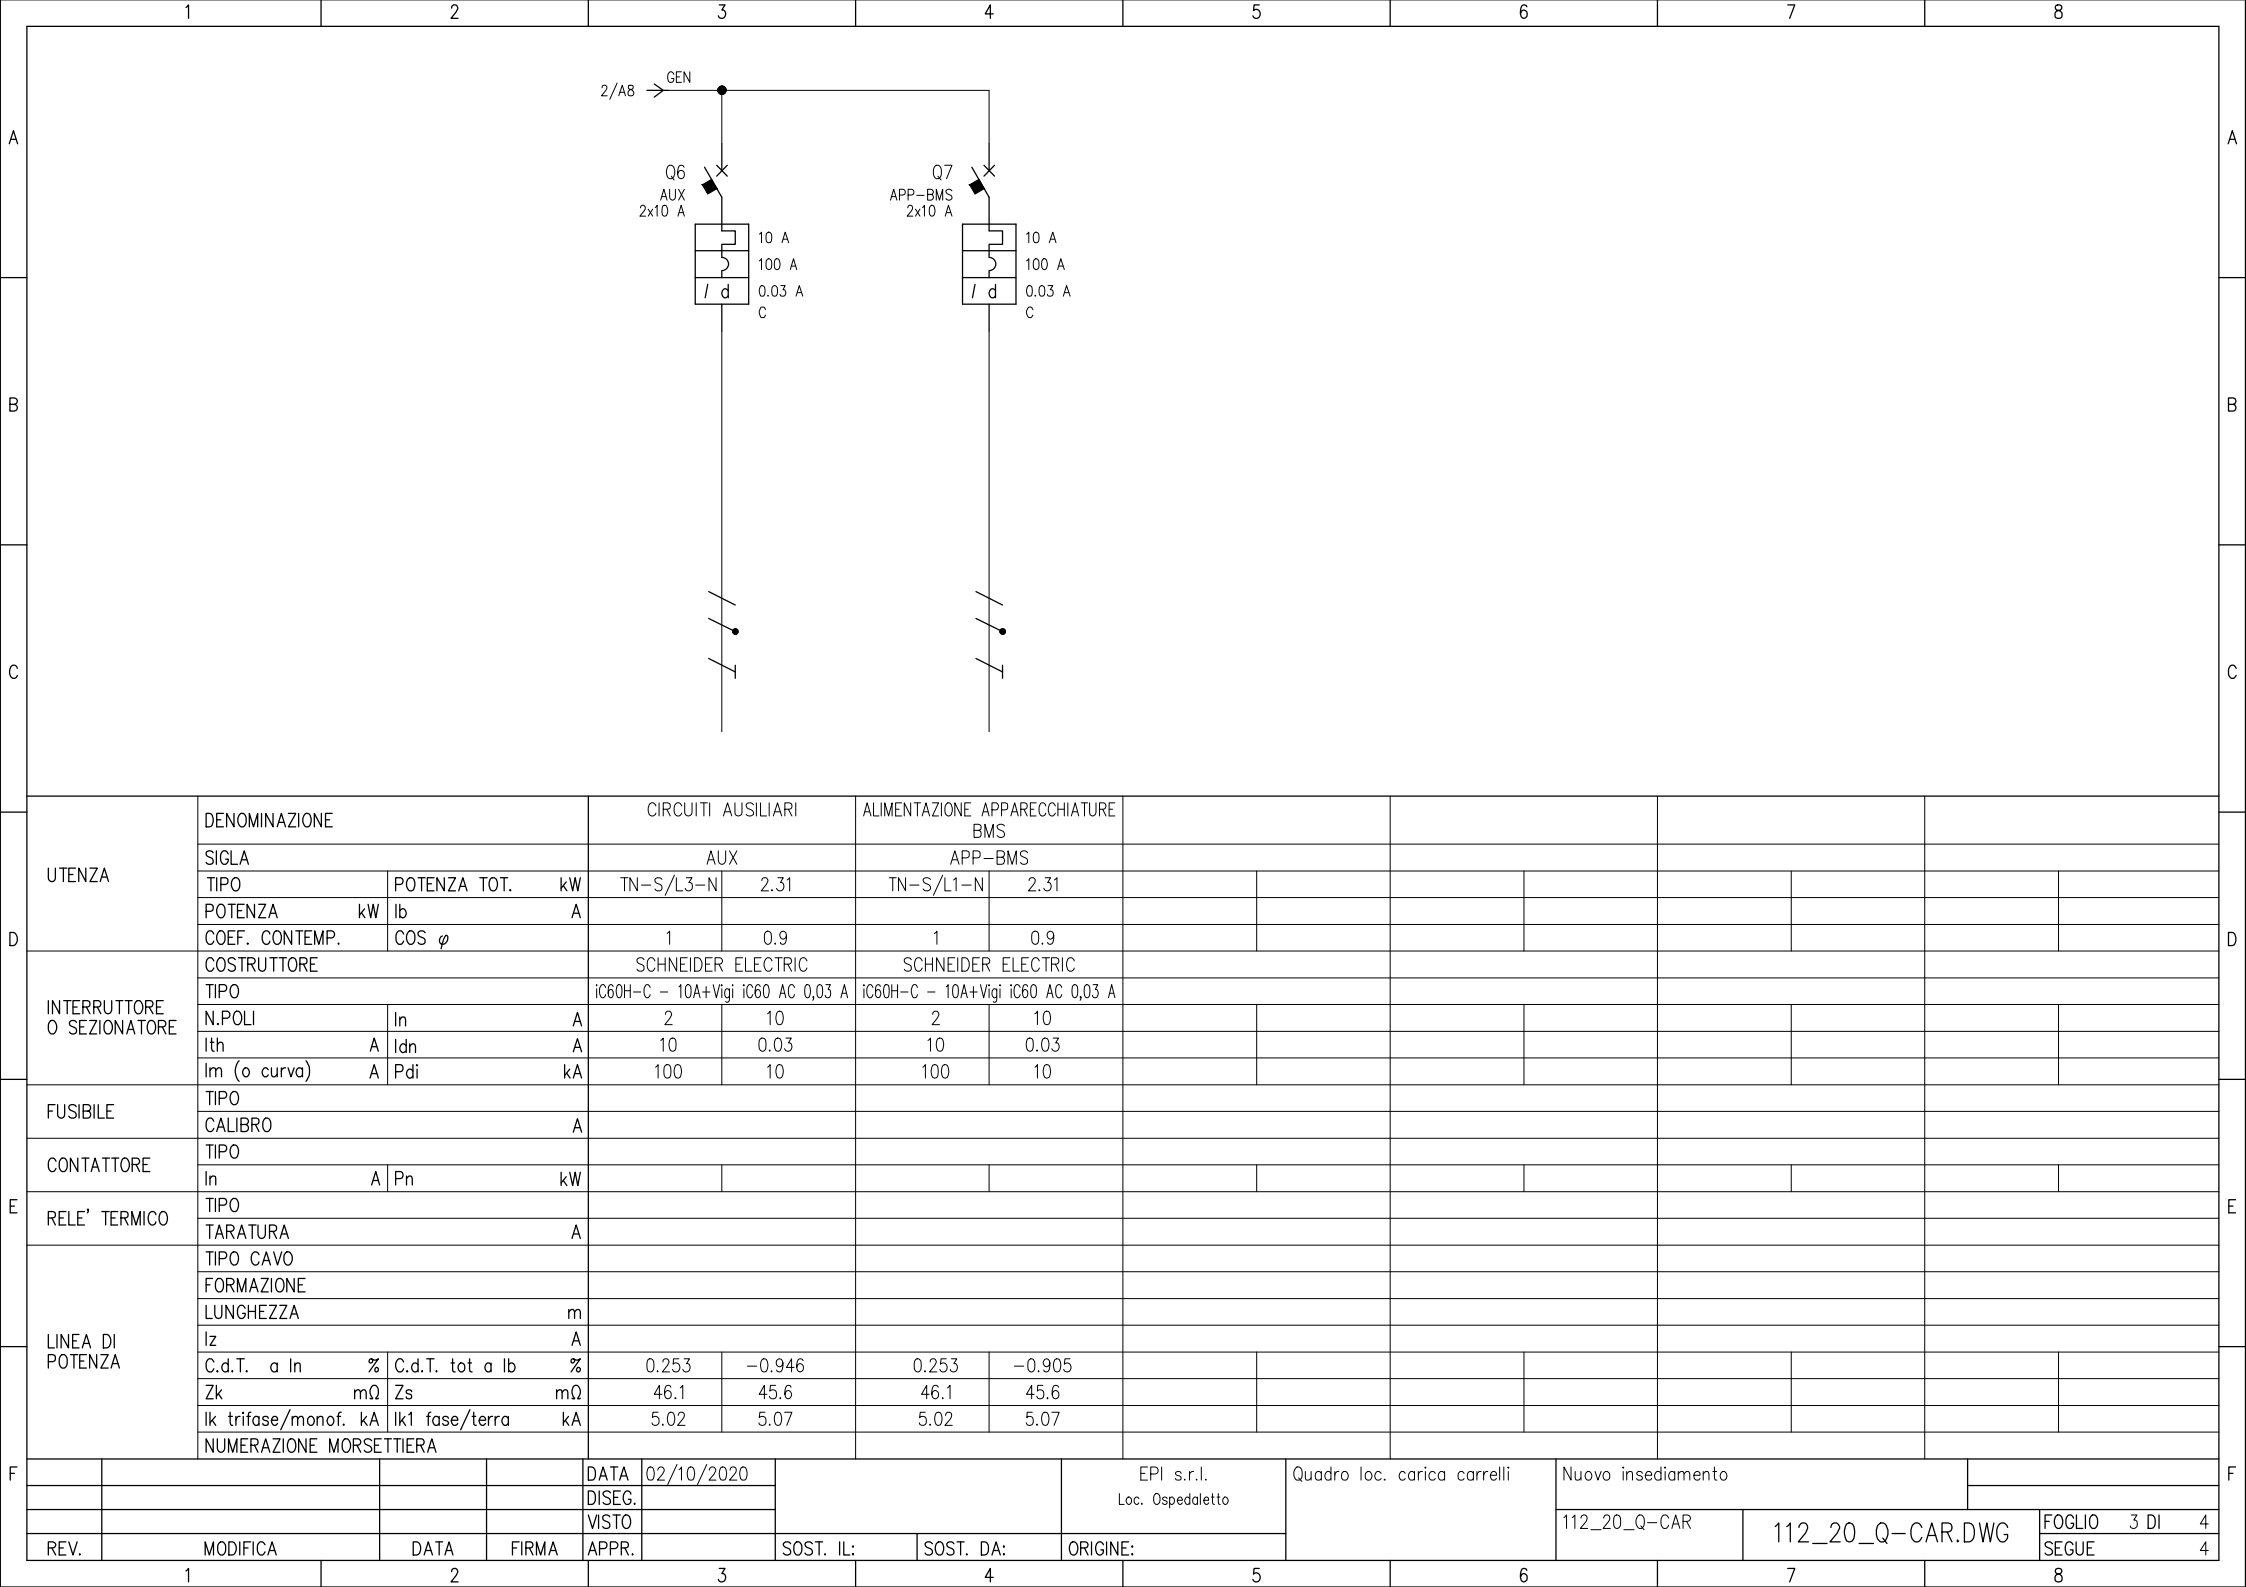 1 2 3 4 5 6 7 8
A A
B B
C C
D D
E E
F F
2/A8 GEN
Q6
AUX
2x10 A
10 A
100 A
I d 0.03 A
C
Q7
APP-BMS
2x10 A
10 A
100 A
I d 0.03 A
C
UTENZA
DENOMINAZIONE CIRCUITI AUSILIARI ALIMENTAZIONE APPARECCHIATURE BMS
SIGLA AUX APP-BMS
TIPO POTENZA TOT. kW TN-S/L3-N 2.31 TN-S/L1-N 2.31
POTENZA kW Ib A
COEF. CONTEMP. COS φ 1 0.9 1 0.9
INTERRUTTORE
O SEZIONATORE
COSTRUTTORE SCHNEIDER ELECTRIC SCHNEIDER ELECTRIC
TIPO iC60H-C - 10A+Vigi iC60 AC 0,03 A iC60H-C - 10A+Vigi iC60 AC 0,03 A
N.POLI In A 2 10 2 10
Ith A Idn A 10 0.03 10 0.03
Im (o curva) A Pdi kA 100 10 100 10
FUSIBILE
TIPO
CALIBRO A
CONTATTORE
TIPO
In A Pn kW
RELE' TERMICO
TIPO
TARATURA A
LINEA DI
POTENZA
TIPO CAVO
FORMAZIONE
LUNGHEZZA m
Iz A
C.d.T. a In % C.d.T. tot a Ib % 0.253 -0.946 0.253 -0.905
Zk mΩ Zs mΩ 46.1 45.6 46.1 45.6
Ik trifase/monof. kA Ik1 fase/terra kA 5.02 5.07 5.02 5.07
NUMERAZIONE MORSETTIERA
REV. MODIFICA DATA FIRMA
DATA 02/10/2020
DISEG.
VISTO
APPR.
SOST. IL: SOST. DA: ORIGINE:
EPI s.r.l.
Loc. Ospedaletto
Quadro loc. carica carrelli
Nuovo insediamento
112_20_Q-CAR
112_20_Q-CAR.DWG
FOGLIO 3 DI 4
SEGUE 4
1 2 3 4 5 6 7 8